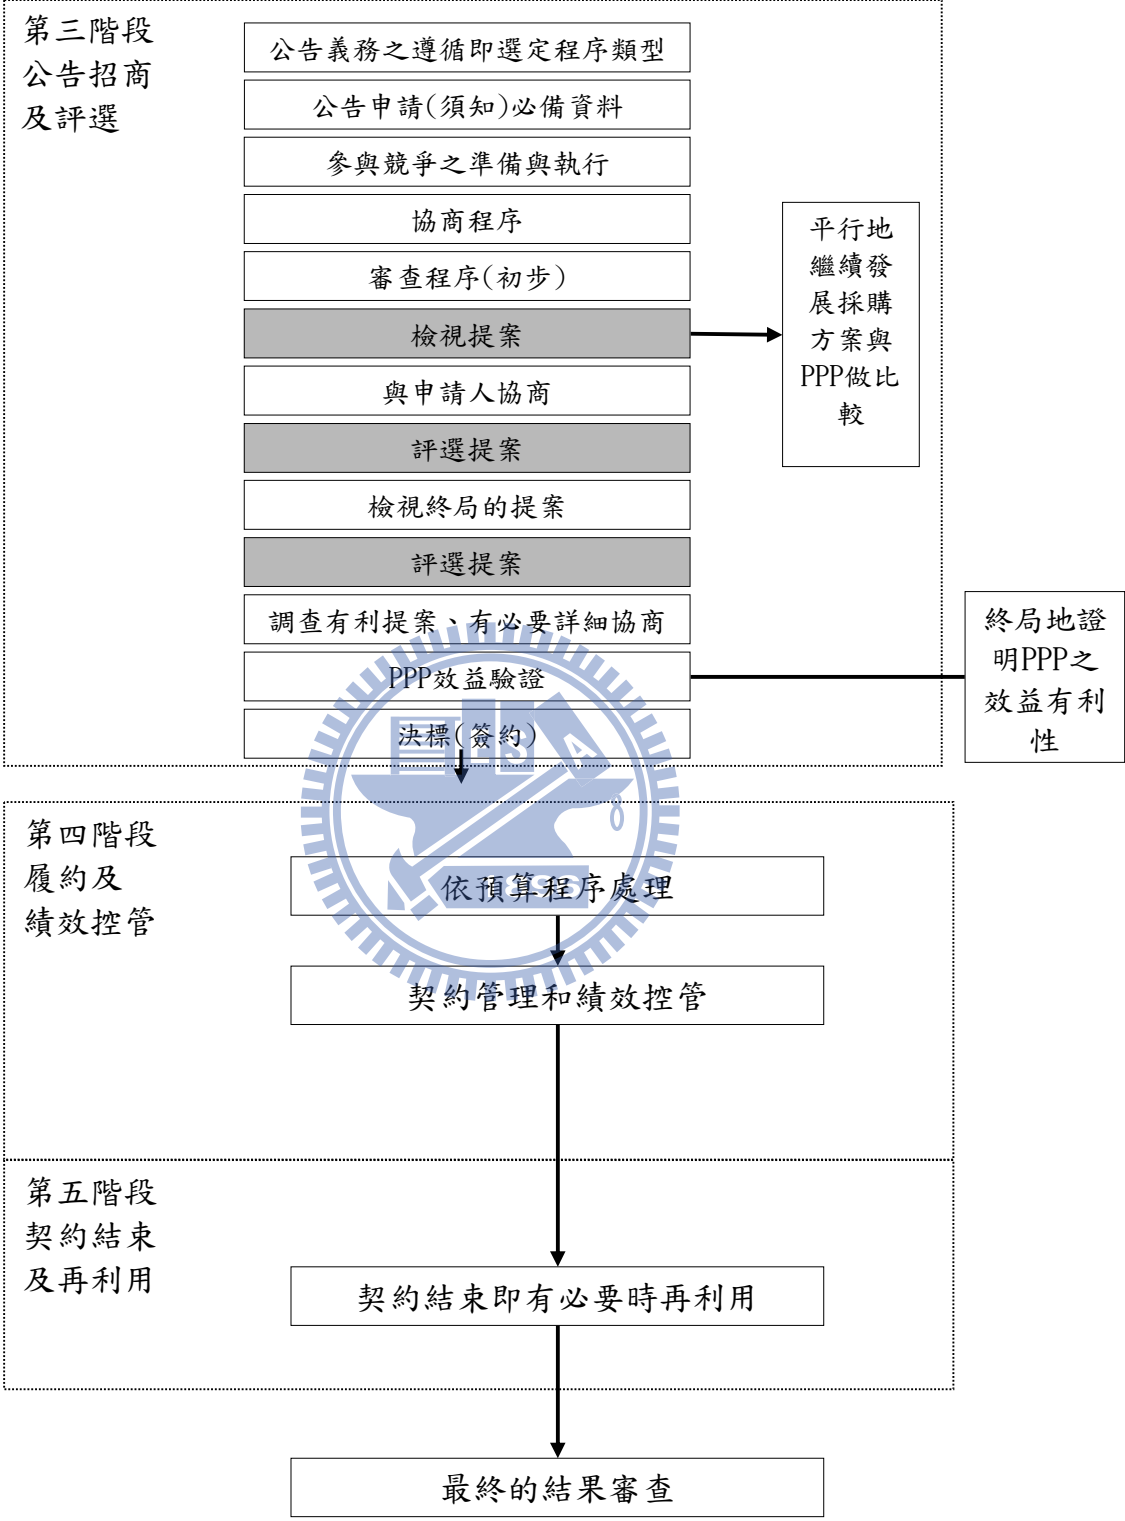 第三階段
公告招商
及評選
公告義務之遵循即選定程序類型
公告申請(須知)必備資料
參與競爭之準備與執行
協商程序
審查程序(初步)
檢視提案
與申請人協商
評選提案
檢視終局的提案
評選提案
調查有利提案、有必要詳細協商
PPP效益驗證
決標(簽約)
平行地
繼續發
展採購
方案與
PPP做比
較
終局地證
明PPP之
效益有利
性
第四階段
履約及
績效控管
依預算程序處理
契約管理和績效控管
第五階段
契約結束
及再利用
契約結束即有必要時再利用
最終的結果審查